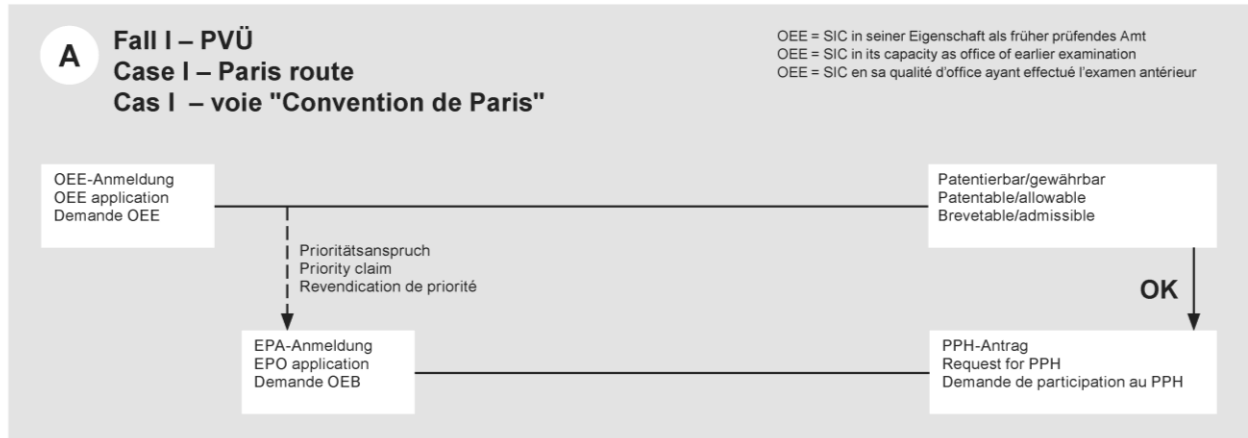 A
Fall I – PVÜ
Case I – Paris route
Cas I – voie "Convention de Paris"
OEE = SIC in seiner Eigenschaft als früher prüfendes Amt
OEE = SIC in its capacity as office of earlier examination
OEE = SIC en sa qualité d'office ayant effectué l'examen antérieur
OEE-Anmeldung
OEE application
Demande OEE
Patentierbar/gewährbar
Patentable/allowable
Brevetable/admissible
Prioritätsanspruch
Priority claim
Revendication de priorité
OK
EPA-Anmeldung
EPO application
Demande OEB
PPH-Antrag
Request for PPH
Demande de participation au PPH